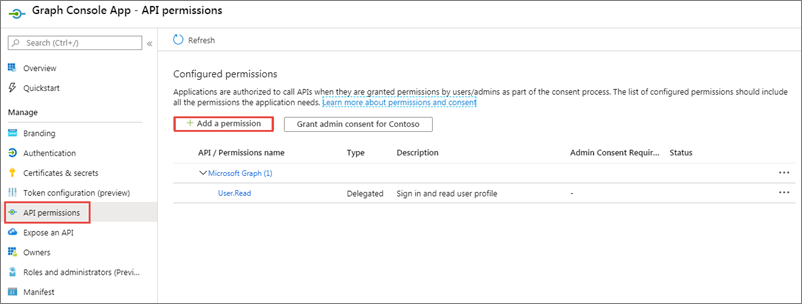 Graph Console App - API permissions
Search (Ctrl+/)
«
Overview
Quickstart
Manage
Branding
Authentication
Certificates & secrets
Token configuration (preview)
API permissions
Expose an API
Owners
Roles and administrators (Previ...
Manifest
Refresh
Configured permissions
Applications are authorized to call APIs when they are granted permissions by users/admins as part of the consent process. The list of configured permissions should include
all the permissions the application needs. Learn more about permissions and consent
+ Add a permission
Grant admin consent for Contoso
API / Permissions name Type Description Admin Consent Requir... Status
Microsoft Graph (1) ...
User.Read Delegated Sign in and read user profile - ...